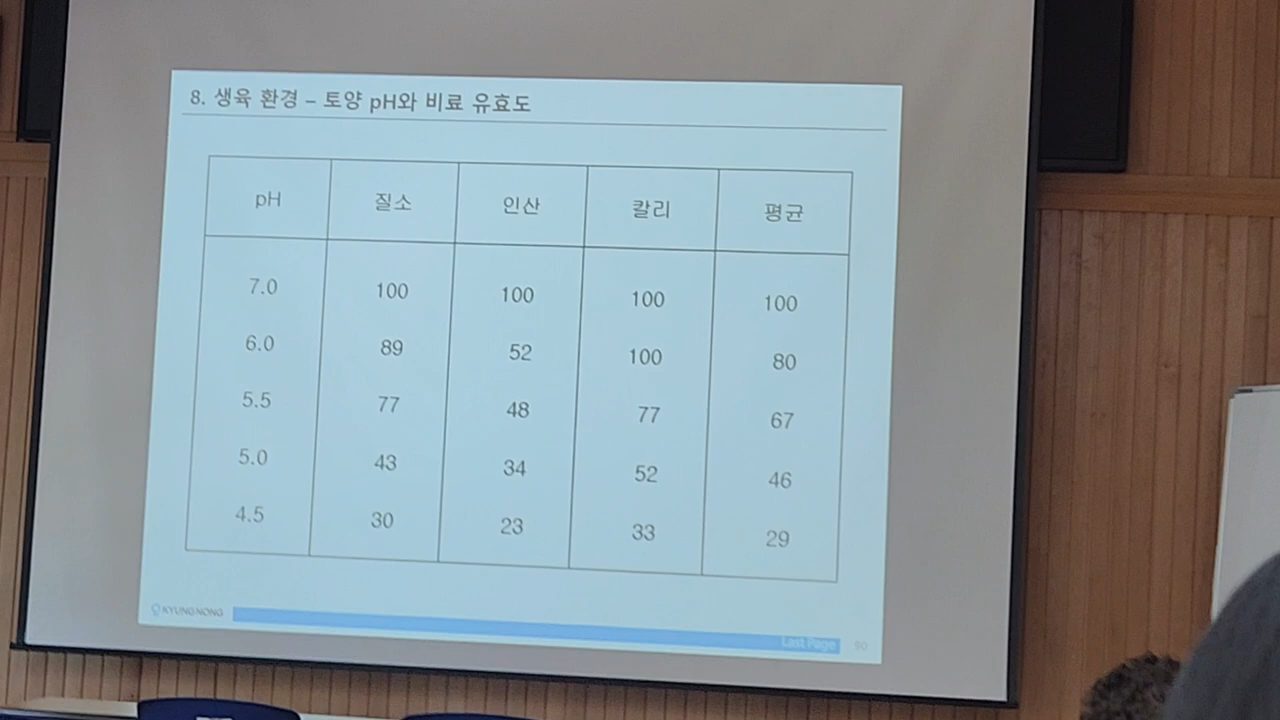 8. 생육 환경 – 토양 pH와 비료 유효도
pH 질소 인산 칼리 평균
7.0 100 100 100 100
6.0 89 52 100 80
5.5 77 48 77 67
5.0 43 34 52 46
4.5 30 23 33 29
KYUNG NONG
Last Page 90